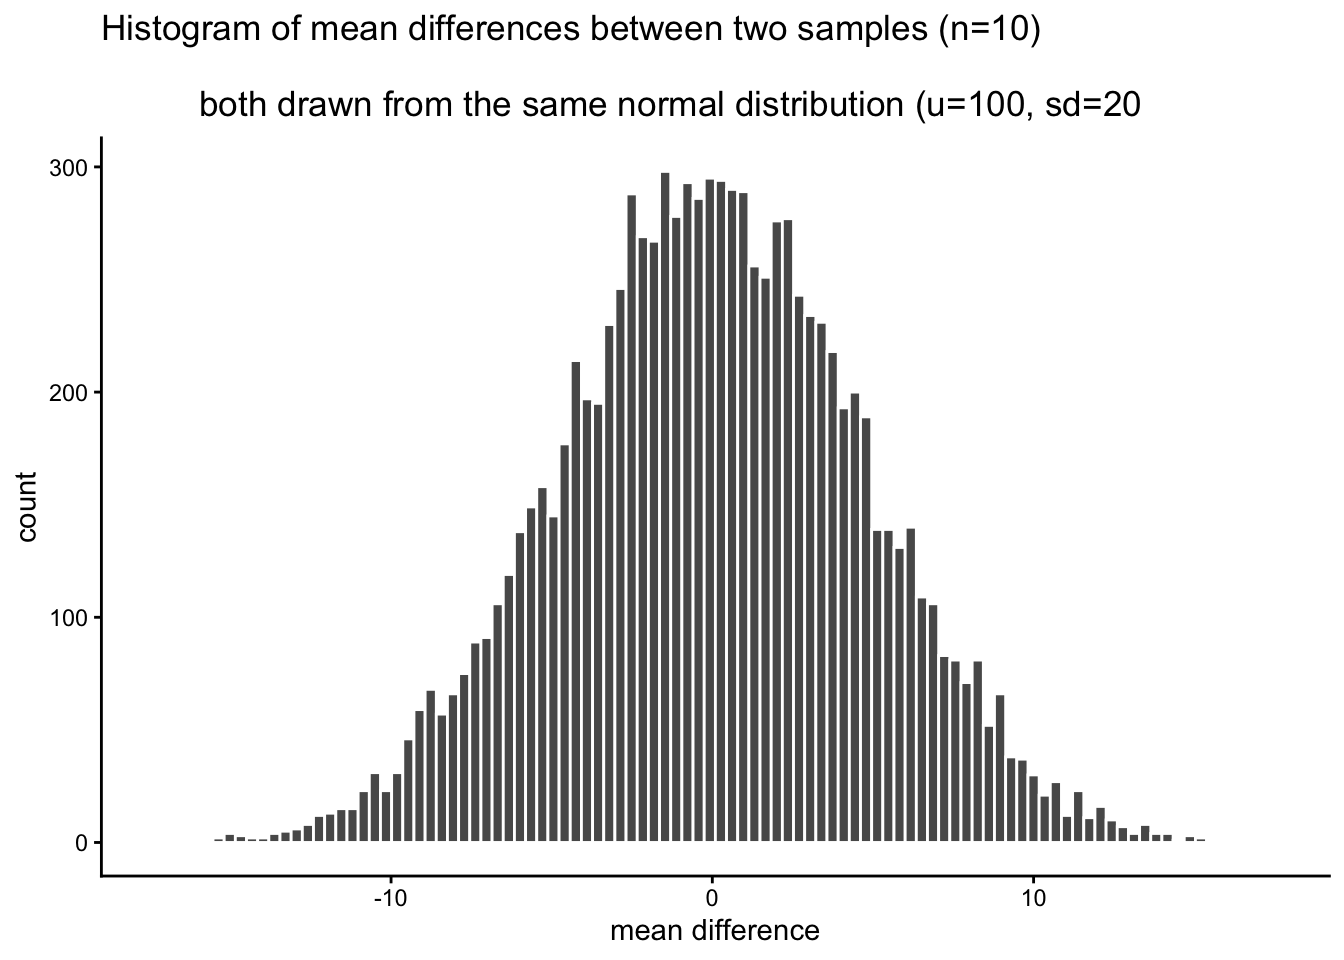 Histogram of mean differences between two samples (n=10)
both drawn from the same normal distribution (u=100, sd=20
300
200
100
0
count
-10
0
10
mean difference